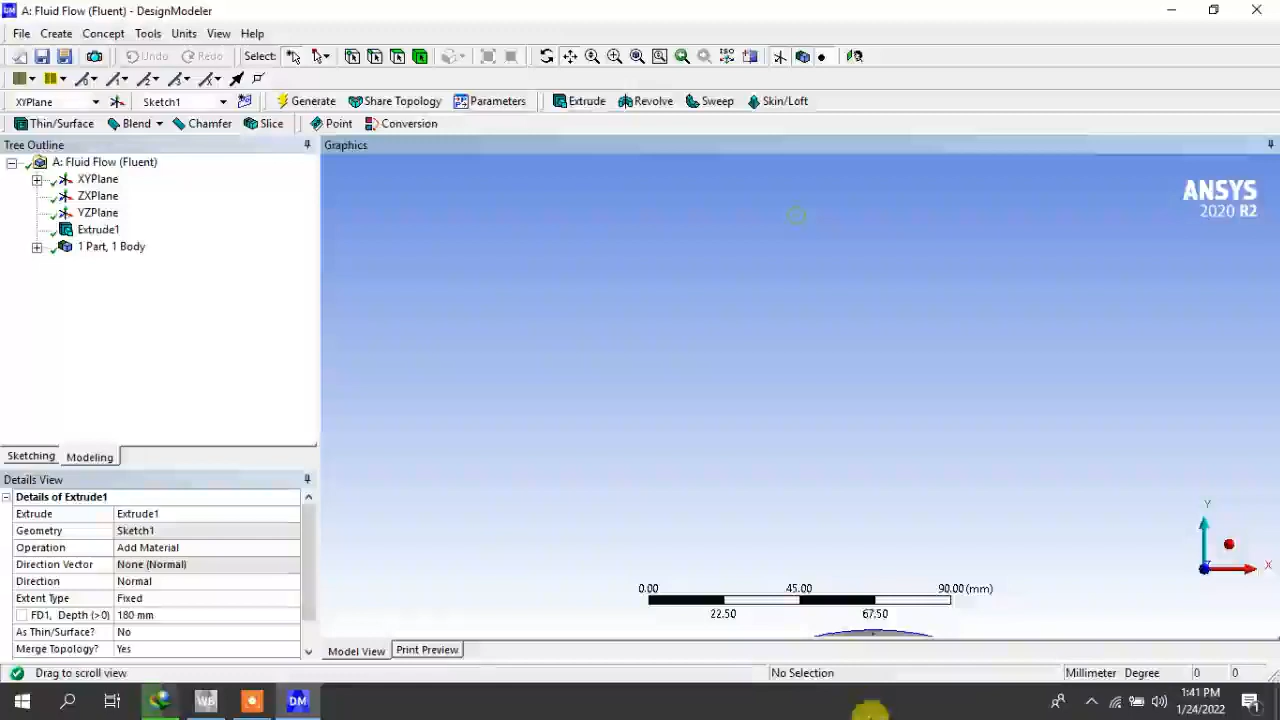 DM A: Fluid Flow (Fluent) - DesignModeler
File Create Concept Tools Units View Help
Undo Redo Select:
XYPlane Sketch1 Generate Share Topology Parameters Extrude Revolve Sweep Skin/Loft
Thin/Surface Blend Chamfer Slice Point Conversion
Tree Outline
A: Fluid Flow (Fluent)
XYPlane
ZXPlane
YZPlane
Extrude1
1 Part, 1 Body
Sketching Modeling
Details View
Details of Extrude1
Extrude Extrude1
Geometry Sketch1
Operation Add Material
Direction Vector None (Normal)
Direction Normal
Extent Type Fixed
FD1, Depth (>0) 180 mm
As Thin/Surface? No
Merge Topology? Yes
Graphics
ANSYS
2020 R2
Y
X
0.00 45.00 90.00 (mm)
22.50 67.50
Model View Print Preview
Drag to scroll view No Selection Millimeter Degree 0 0
WB DM
1:41 PM
1/24/2022
1